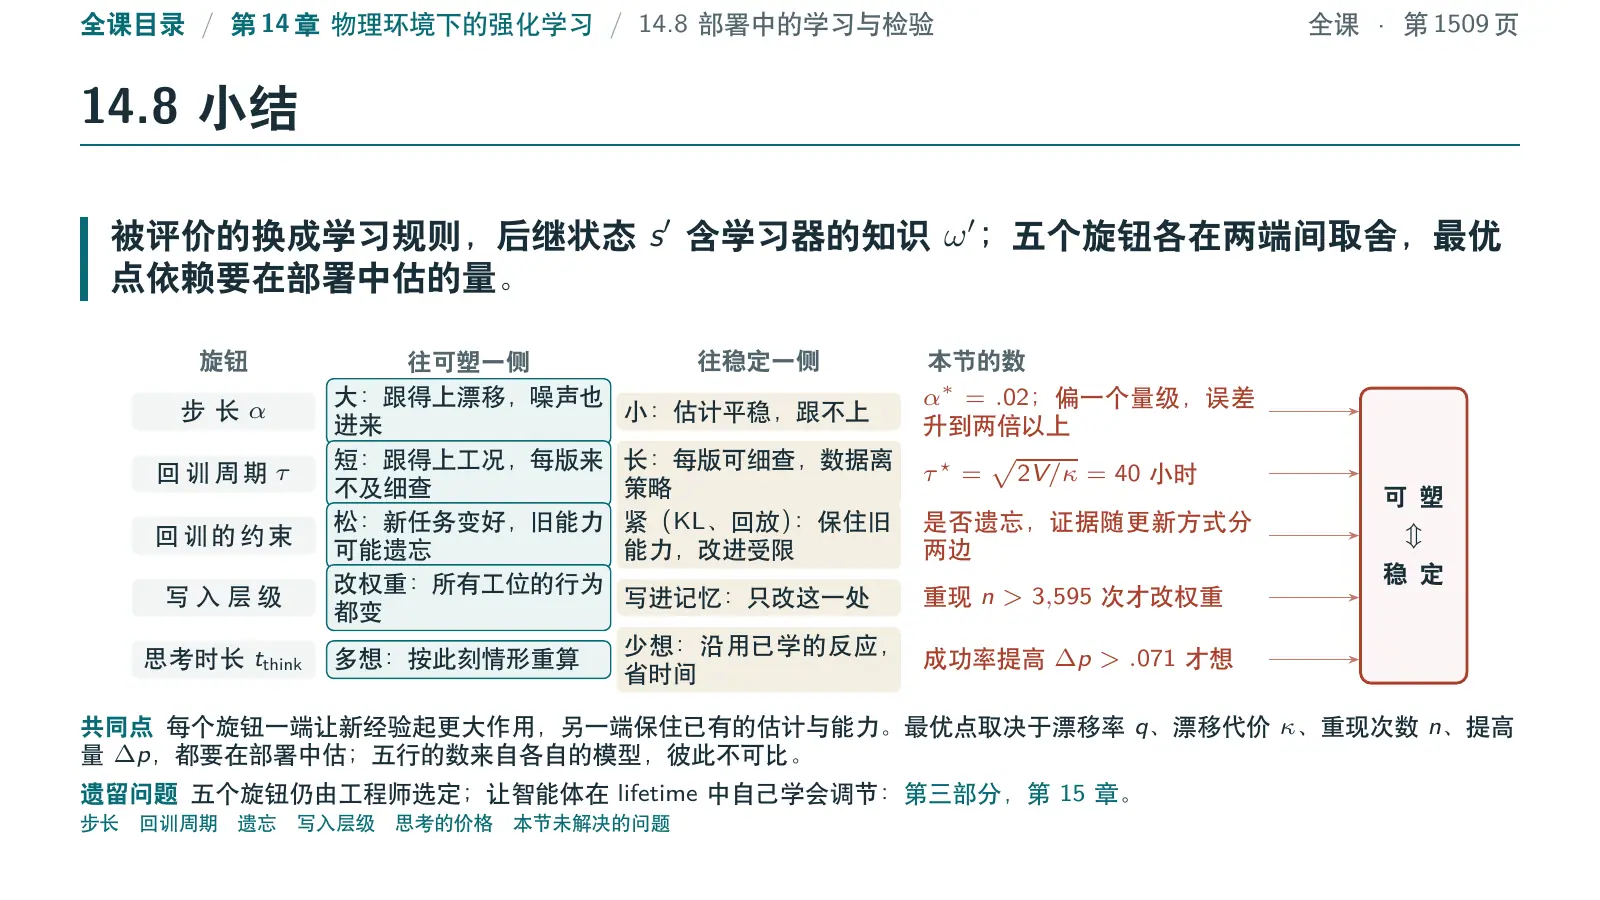 全课目录 / 第 14 章 物理环境下的强化学习 / 14.8 部署中的学习与检验
全课 · 第 1509 页
14.8 小结
被评价的换成学习规则，后继状态 s′ 含学习器的知识 ω′；五个旋钮各在两端间取舍，最优
点依赖要在部署中估的量。
旋钮 往可塑一侧 往稳定一侧 本节的数
步长 α
大：跟得上漂移，噪声也
进来
小：估计平稳，跟不上
α* = .02；偏一个量级，误差
升到两倍以上
回训周期 τ
短：跟得上工况，每版来
不及细查
长：每版可细查，数据离
策略
τ⋆ = √2V/κ = 40 小时
回训的约束
松：新任务变好，旧能力
可能遗忘
紧（KL、回放）：保住旧
能力，改进受限
是否遗忘，证据随更新方式分
两边
写入层级
改权重：所有工位的行为
都变
写进记忆：只改这一处
重现 n > 3,595 次才改权重
思考时长 t_think
多想：按此刻情形重算
少想：沿用已学的反应，
省时间
成功率提高 Δp > .071 才想
可塑
⇕
稳定
共同点 每个旋钮一端让新经验起更大作用，另一端保住已有的估计与能力。最优点取决于漂移率 q、漂移代价 κ、重现次数 n、提高
量 Δp，都要在部署中估；五行的数来自各自的模型，彼此不可比。
遗留问题 五个旋钮仍由工程师选定；让智能体在 lifetime 中自己学会调节：第三部分，第 15 章。
步长 回训周期 遗忘 写入层级 思考的价格 本节未解决的问题